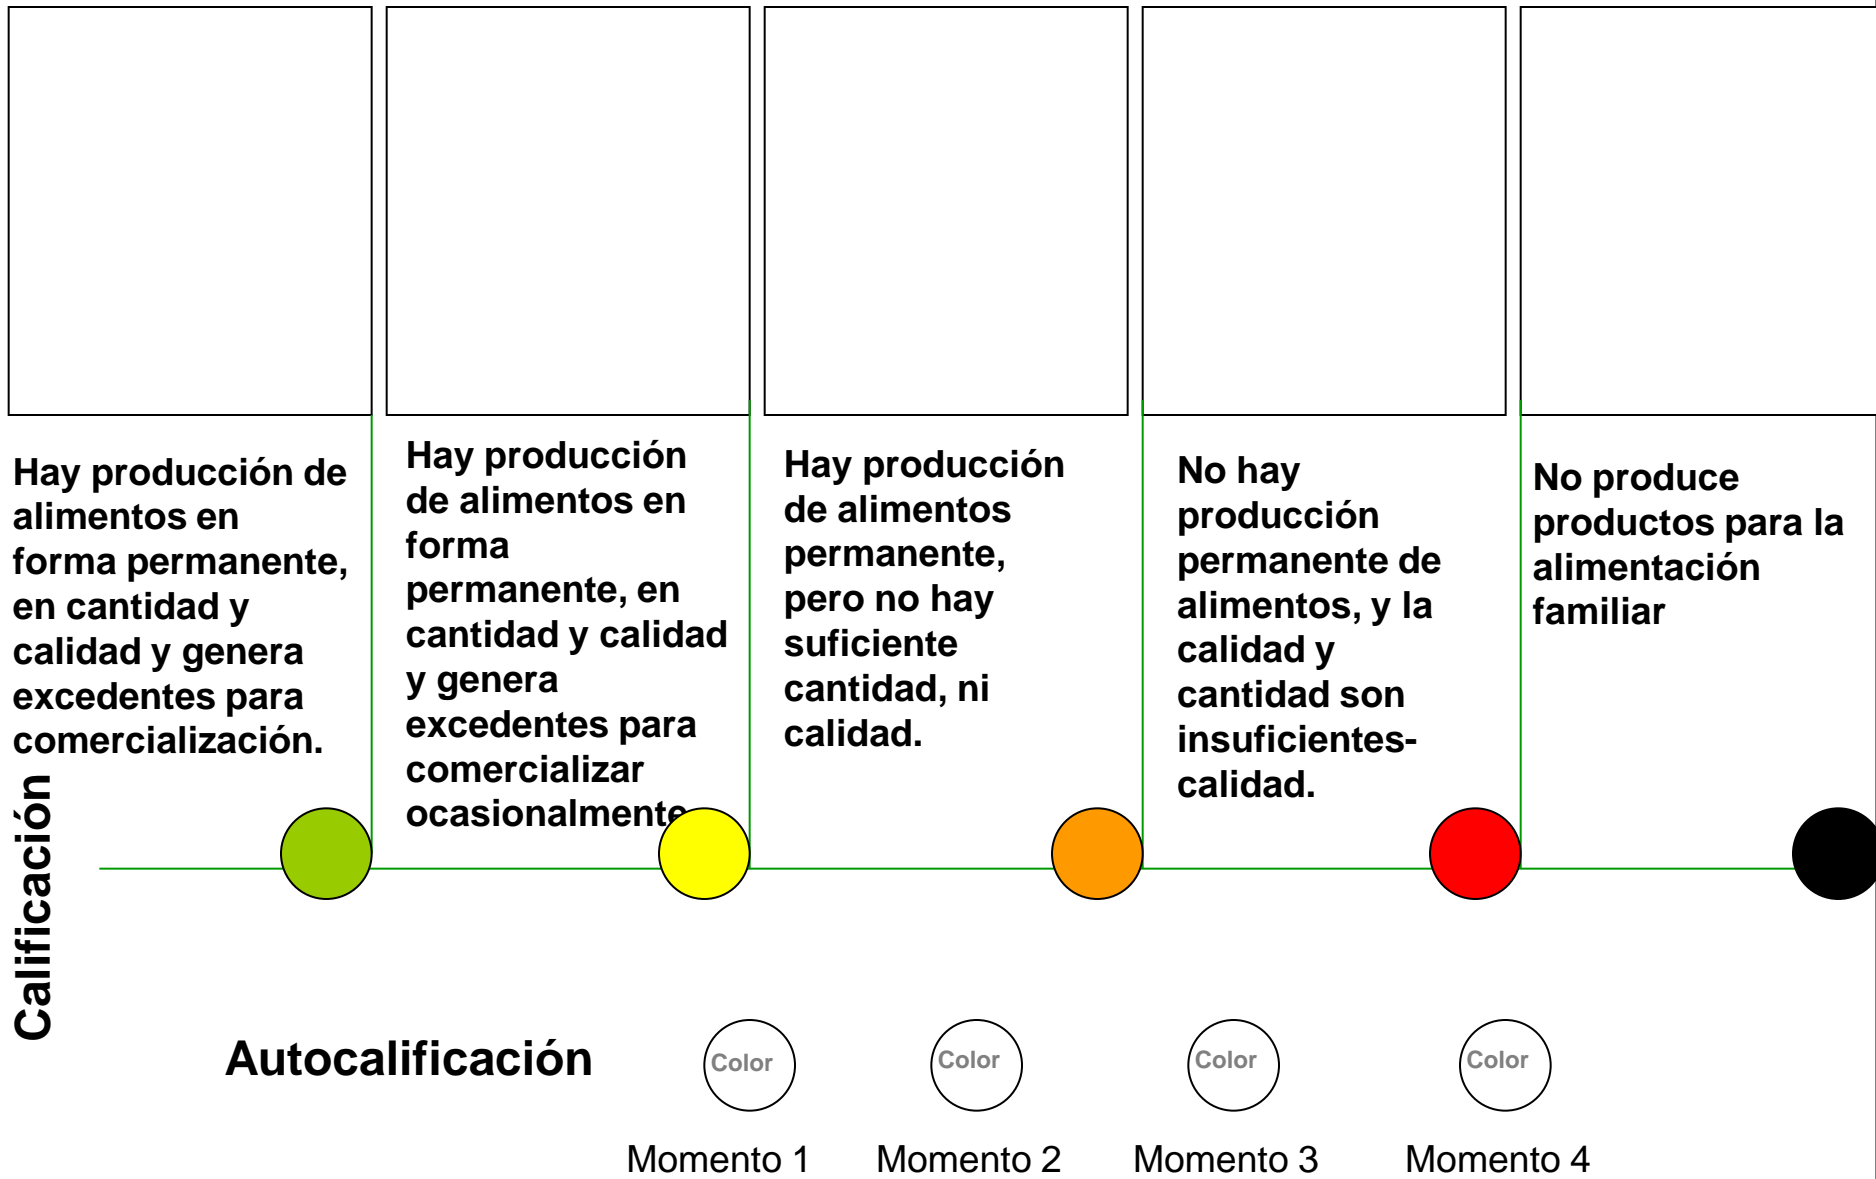 Hay producción de
alimentos en
forma permanente,
en cantidad y
calidad y genera
excedentes para
comercialización.
Hay producción
de alimentos en
forma
permanente, en
cantidad y calidad
y genera
excedentes para
comercializar
ocasionalmente
Hay producción
de alimentos
permanente,
pero no hay
suficiente
cantidad, ni
calidad.
No hay
producción
permanente de
alimentos, y la
calidad y
cantidad son
insuficientes-
calidad.
No produce
productos para la
alimentación
familiar
Calificación
Autocalificación
Color
Color
Color
Color
Momento 1
Momento 2
Momento 3
Momento 4